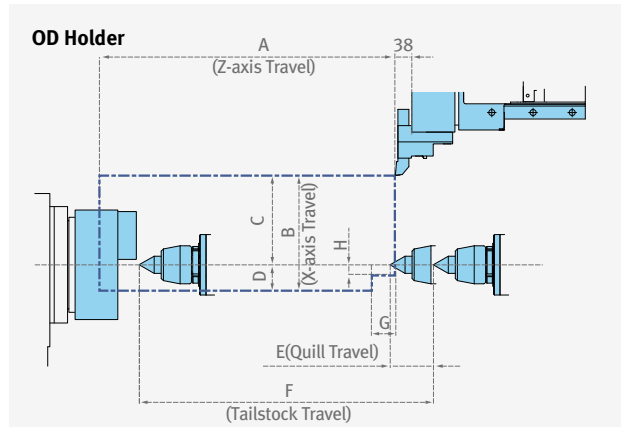 OD Holder
A
(Z-axis Travel)
38
C
B
(X-axis Travel)
H
D
G
E(Quill Travel)
F
(Tailstock Travel)